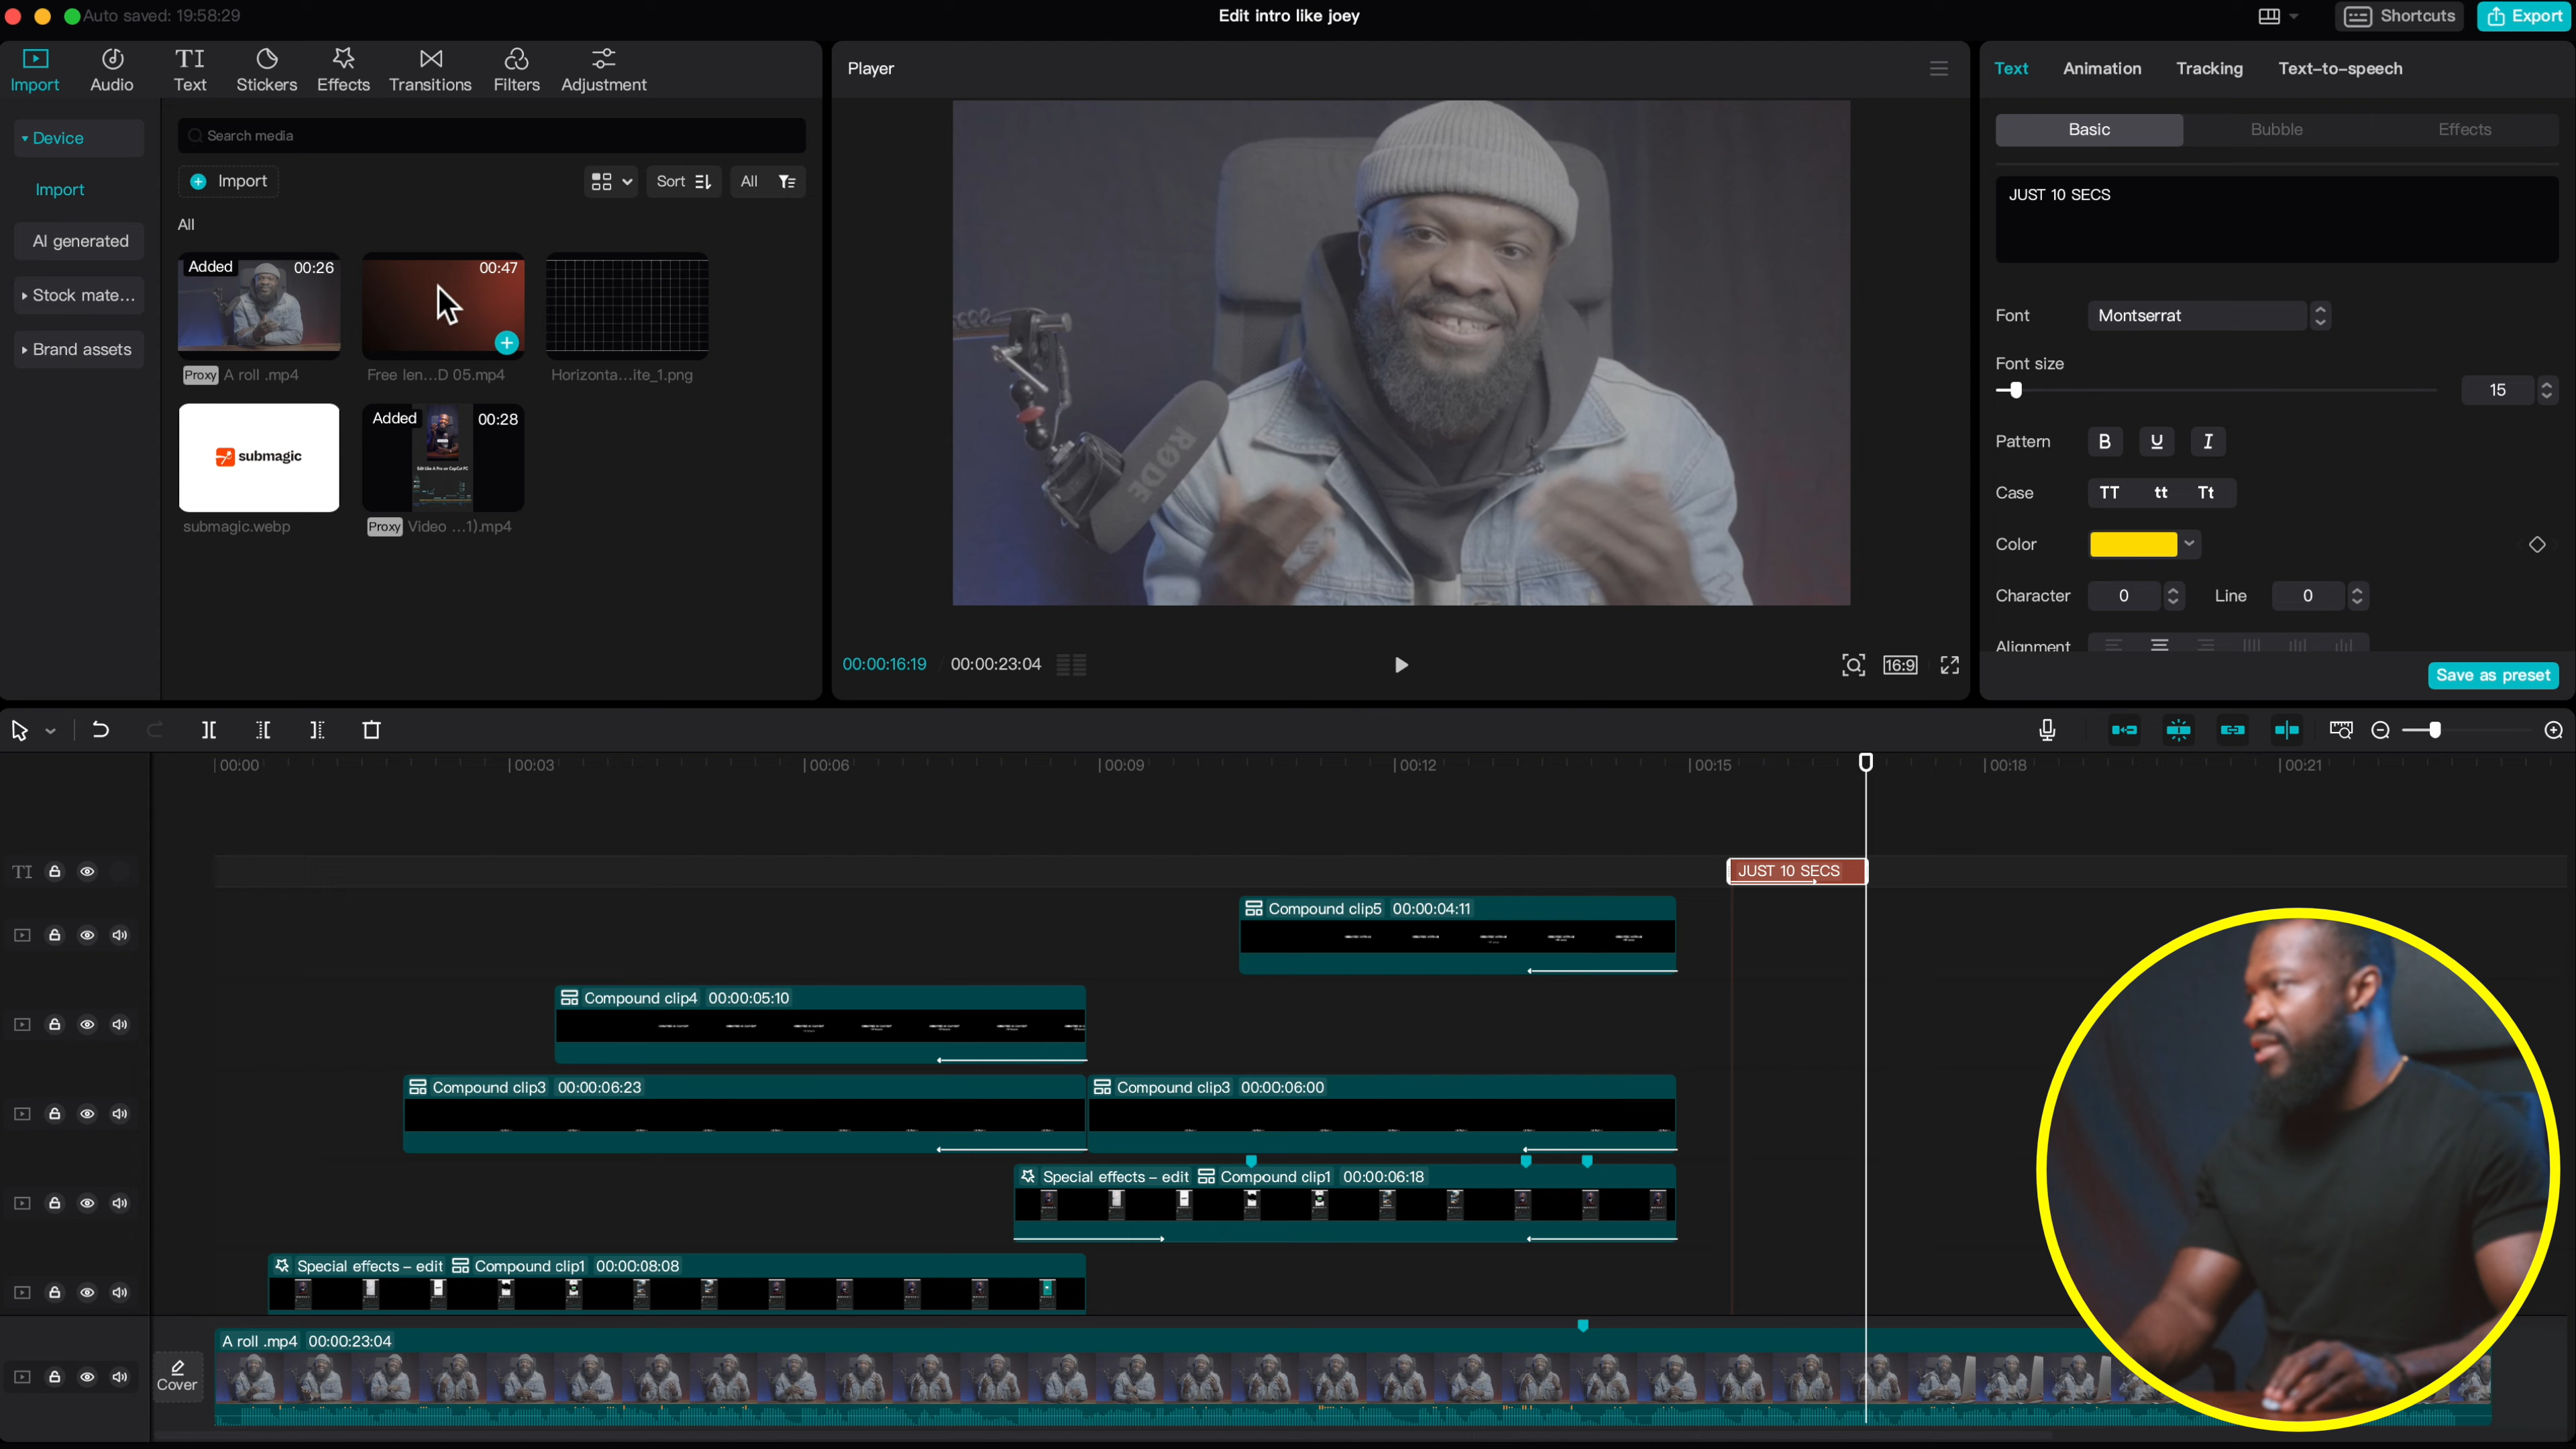 Auto saved: 19:58:29
Edit intro like joey
Shortcuts
Export
Import
Audio
Text
Stickers
Effects
Transitions
Filters
Adjustment
Device
Import
AI generated
Stock mate...
Brand assets
Search media
Import
Sort
All
All
Added
00:26
00:47
Proxy
A roll .mp4
Free len...D 05.mp4
Horizonta...ite_1.png
submagic
Added
00:28
Edit Like A Pro on CapCut PC
submagic.webp
Proxy
Video ...1).mp4
Player
RØDE
00:00:16:19
00:00:23:04
16:9
Text
Animation
Tracking
Text-to-speech
Basic
Bubble
Effects
JUST 10 SECS
Font
Montserrat
Font size
15
Pattern
B
U
I
Case
TT
tt
Tt
Color
Character
0
Line
0
Alignment
Save as preset
00:00
00:03
00:06
00:09
00:12
00:15
00:18
00:21
TI
JUST 10 SECS
Compound clip5 00:00:04:11
Compound clip4 00:00:05:10
Compound clip3 00:00:06:23
Compound clip3 00:00:06:00
Special effects – edit Compound clip1 00:00:06:18
Special effects – edit Compound clip1 00:00:08:08
Cover
A roll .mp4 00:00:23:04